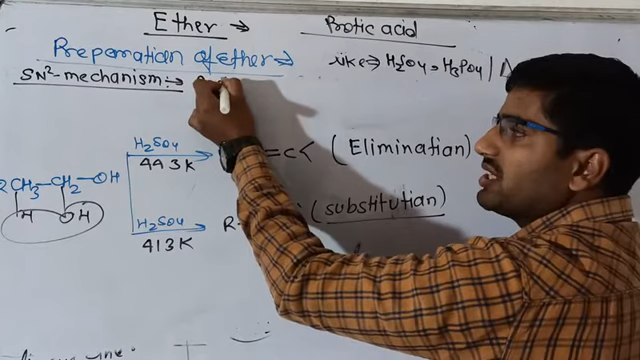 Ether → Protic acid
Preperration of ether →
like → H2SO4, H3PO4 | Δ
SN²-mechanism :→
H2SO4
443 K
=C< (Elimination)
CH3-CH2-OH
H OH
H2SO4
413 K
R- (substitution)